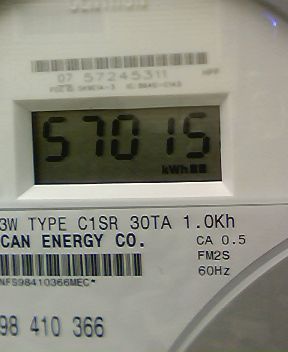 07 57245311
57015
kWh
3W TYPE C1SR 30TA 1.0Kh
CAN ENERGY CO.
CA 0.5
FM2S
60Hz
NFS98410366MEC*
98 410 366